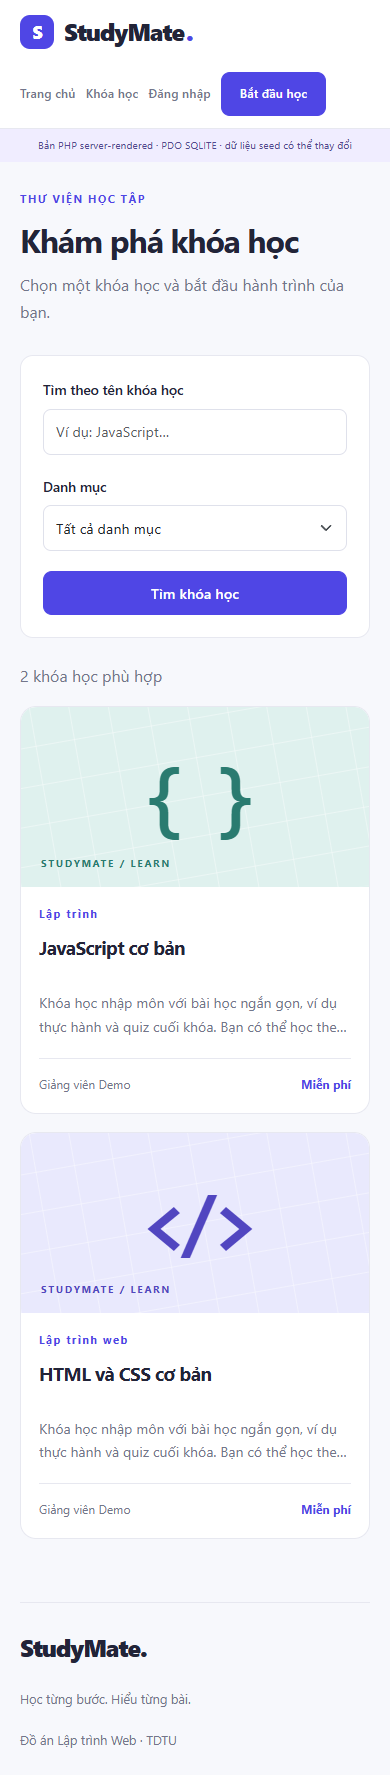 S StudyMate.
Trang chủ Khóa học Đăng nhập Bắt đầu học
Bản PHP server-rendered · PDO SQLITE · dữ liệu seed có thể thay đổi
THƯ VIỆN HỌC TẬP
Khám phá khóa học
Chọn một khóa học và bắt đầu hành trình của
bạn.
Tìm theo tên khóa học
Ví dụ: JavaScript...
Danh mục
Tất cả danh mục
Tìm khóa học
2 khóa học phù hợp
{ }
STUDYMATE / LEARN
Lập trình
JavaScript cơ bản
Khóa học nhập môn với bài học ngắn gọn, ví dụ
thực hành và quiz cuối khóa. Bạn có thể học the...
Giảng viên Demo Miễn phí
</>
STUDYMATE / LEARN
Lập trình web
HTML và CSS cơ bản
Khóa học nhập môn với bài học ngắn gọn, ví dụ
thực hành và quiz cuối khóa. Bạn có thể học the...
Giảng viên Demo Miễn phí
StudyMate.
Học từng bước. Hiểu từng bài.
Đồ án Lập trình Web · TDTU